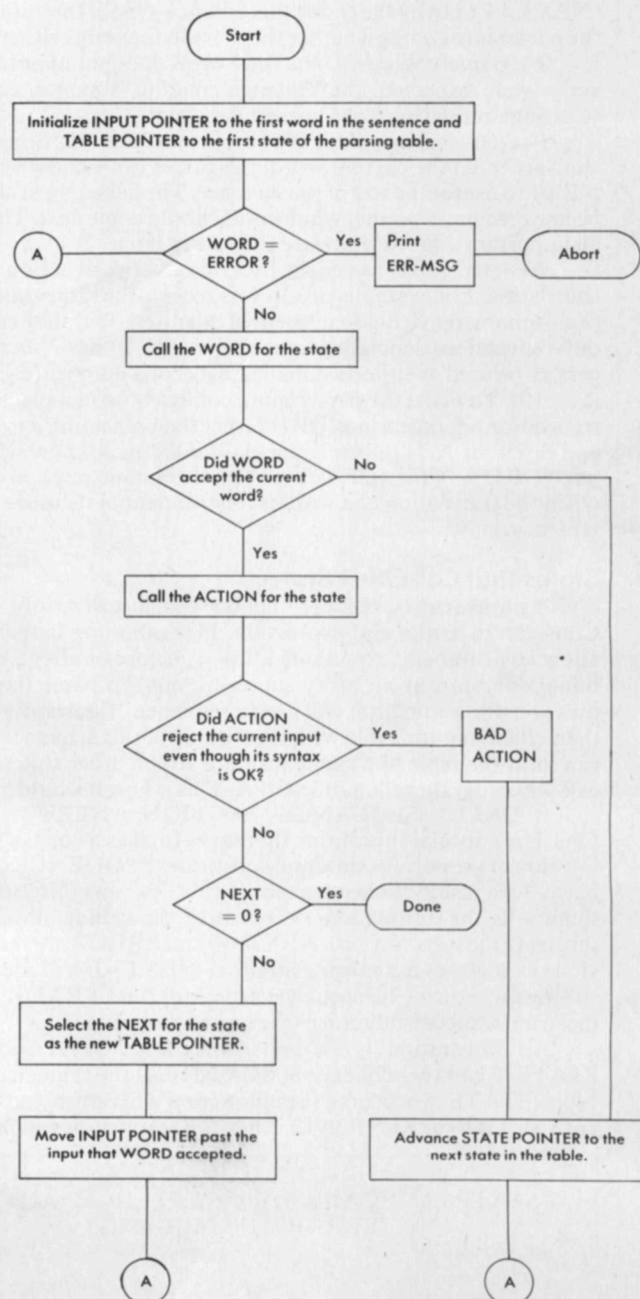 Start
Initialize INPUT POINTER to the first word in the sentence and
TABLE POINTER to the first state of the parsing table.
A
WORD =
ERROR?
Yes
Print
ERR-MSG
Abort
No
Call the WORD for the state
Did WORD
accept the current
word?
No
Yes
Call the ACTION for the state
Did ACTION
reject the current input
even though its syntax
is OK?
Yes
BAD
ACTION
No
NEXT
= 0?
Yes
Done
No
Select the NEXT for the state
as the new TABLE POINTER.
Move INPUT POINTER past the
input that WORD accepted.
Advance STATE POINTER to the
next state in the table.
A
A